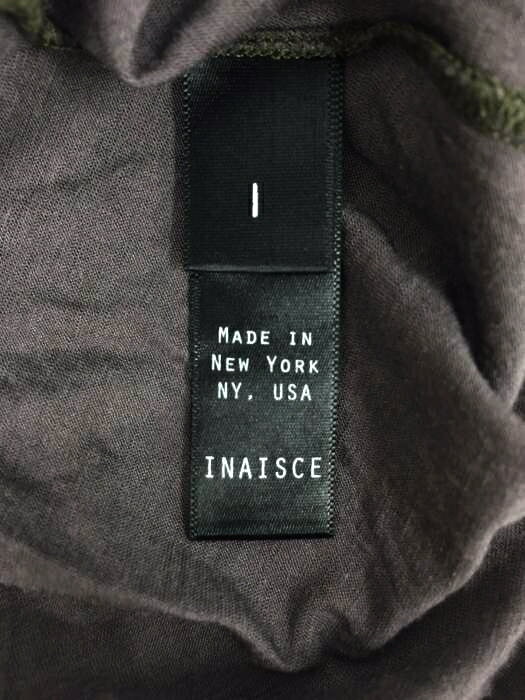 I
MADE IN
NEW YORK
NY, USA
INAISCE